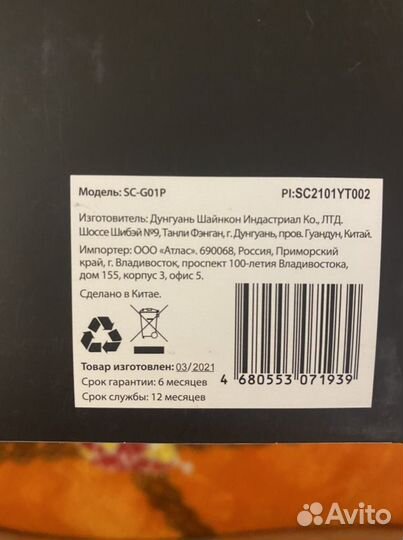 Модель: SC-G01P PI:SC2101YT002
Изготовитель: Дунгуань Шайнкон Индастриал Ко., ЛТД.
Шоссе Шибэй №9, Танли Фэнган, г. Дунгуань, пров. Гуандун, Китай.
Импортер: ООО «Атлас». 690068, Россия, Приморский
край, г. Владивосток, проспект 100-летия Владивостока,
дом 155, корпус 3, офис 5.
Сделано в Китае.
Товар изготовлен: 03/2021
Срок гарантии: 6 месяцев
Срок службы: 12 месяцев
4 680553 071939
Avito